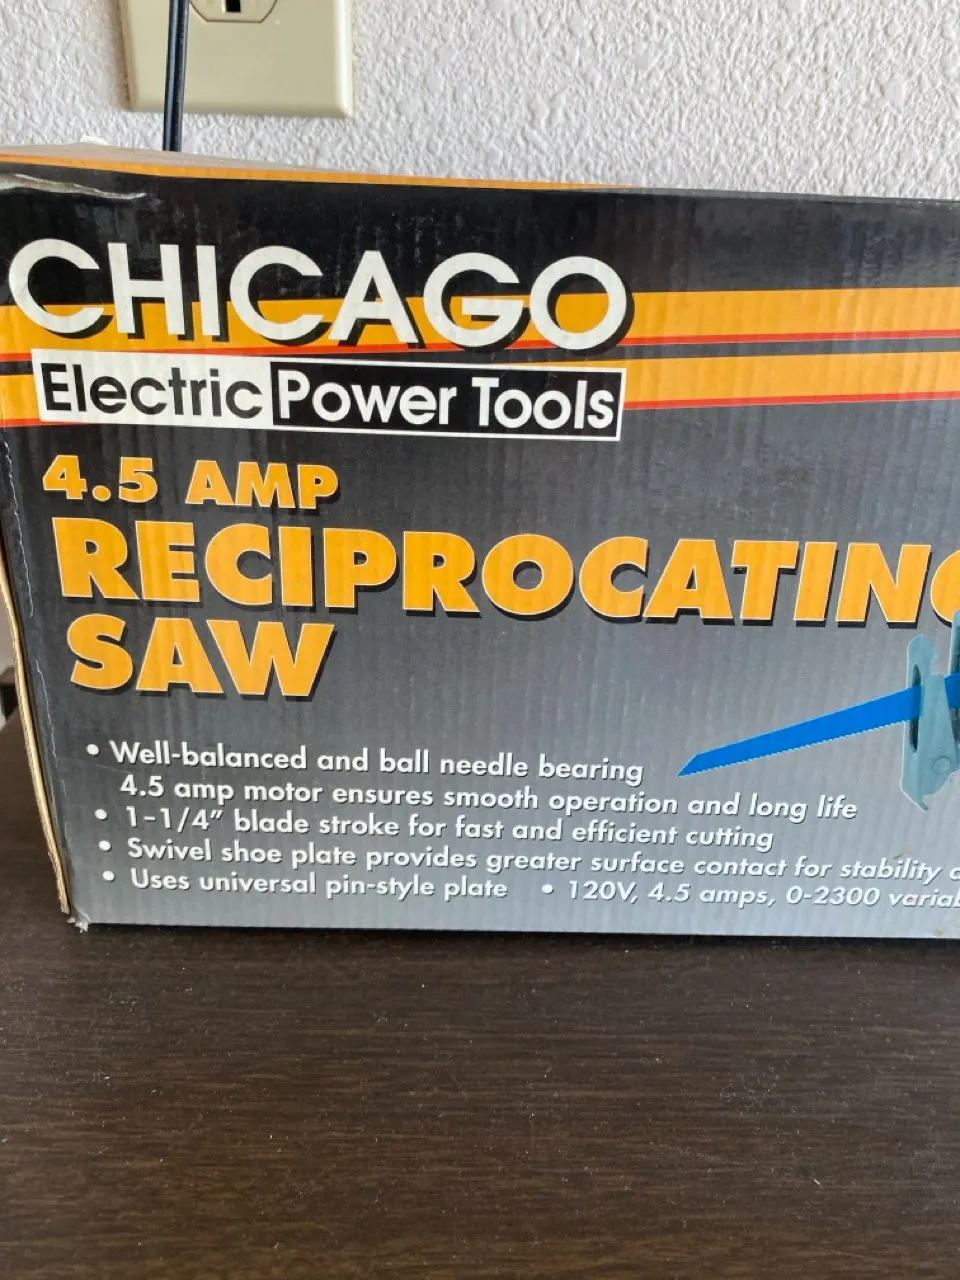 CHICAGO
Electric Power Tools
4.5 AMP
RECIPROCATING
SAW
• Well-balanced and ball needle bearing
4.5 amp motor ensures smooth operation and long life
• 1-1/4” blade stroke for fast and efficient cutting
• Swivel shoe plate provides greater surface contact for stability
• Uses universal pin-style plate • 120V, 4.5 amps, 0-2300